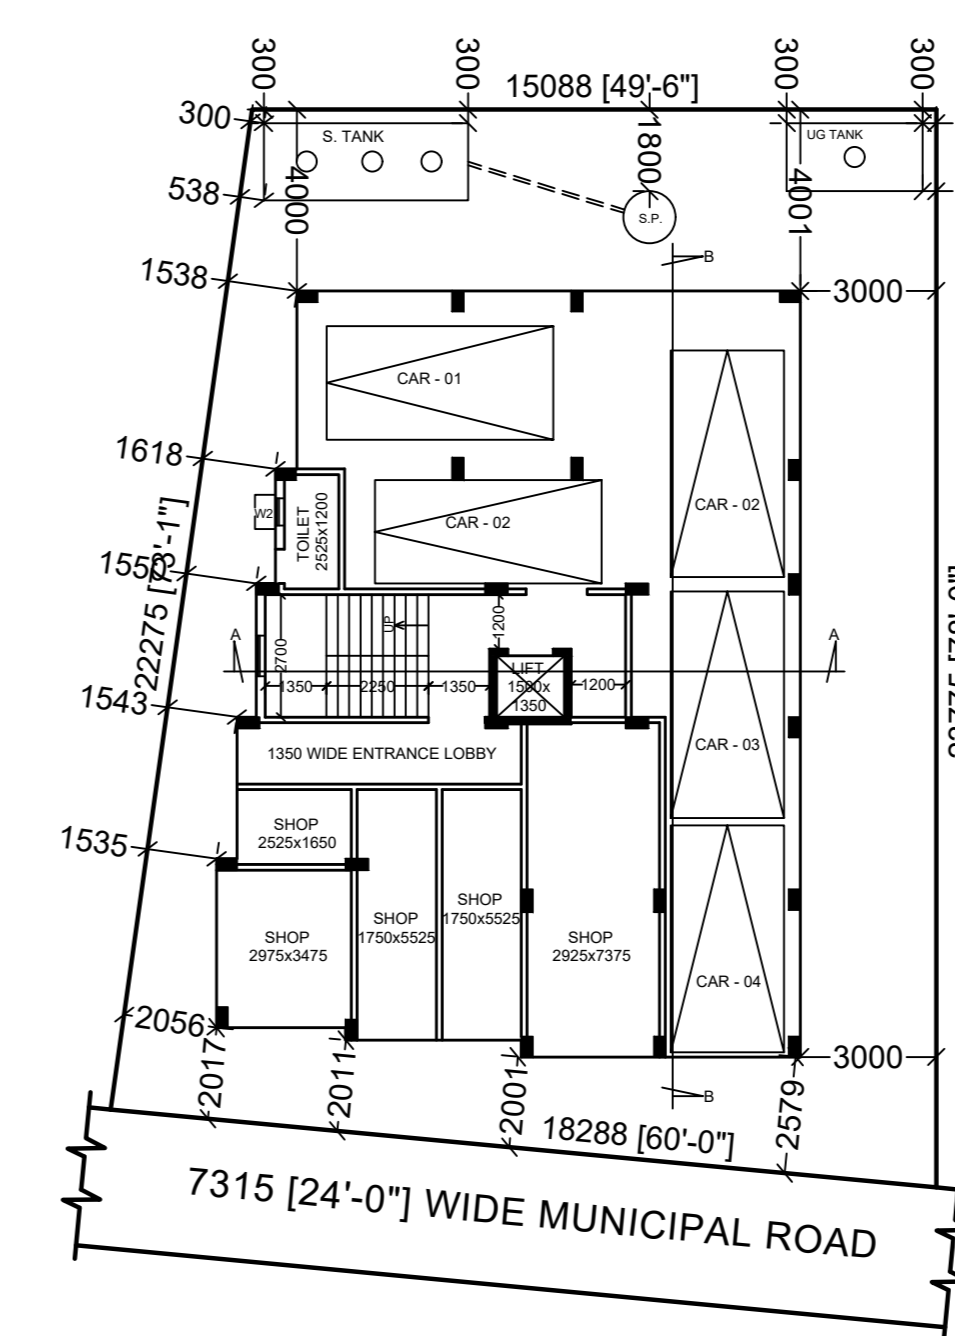 300
300
300
300
15088 [49'-6"]
300
S. TANK
UG TANK
1800
538
4000
4001
S.P.
B
1538
3000
CAR - 01
1618
CAR - 02
CAR - 02
W2
TOILET
2525x1200
22275 [73'-1"]
UP
1200
A
A
2700
LIFT
1350
2250
1350
1200
1350
1543
CAR - 03
1350 WIDE ENTRANCE LOBBY
SHOP
2525x1650
1535
SHOP
1750x5525
SHOP
1750x5525
SHOP
2975x3475
SHOP
2925x7375
CAR - 04
2056
2017
2011
2001
2579
3000
B
18288 [60'-0"]
7315 [24'-0"] WIDE MUNICIPAL ROAD